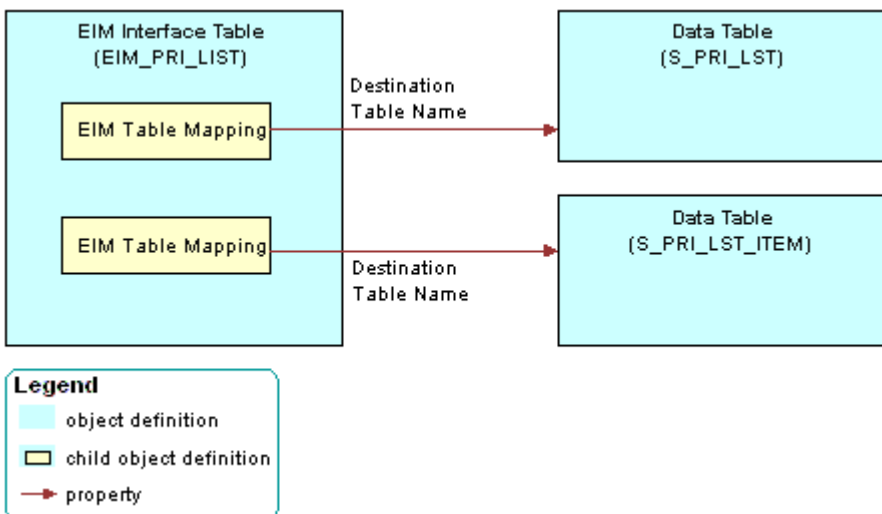 EIM Interface Table
(EIM_PRI_LIST)
EIM Table Mapping
EIM Table Mapping
Destination
Table Name
Destination
Table Name
Data Table
(S_PRI_LST)
Data Table
(S_PRI_LST_ITEM)
Legend
object definition
child object definition
property